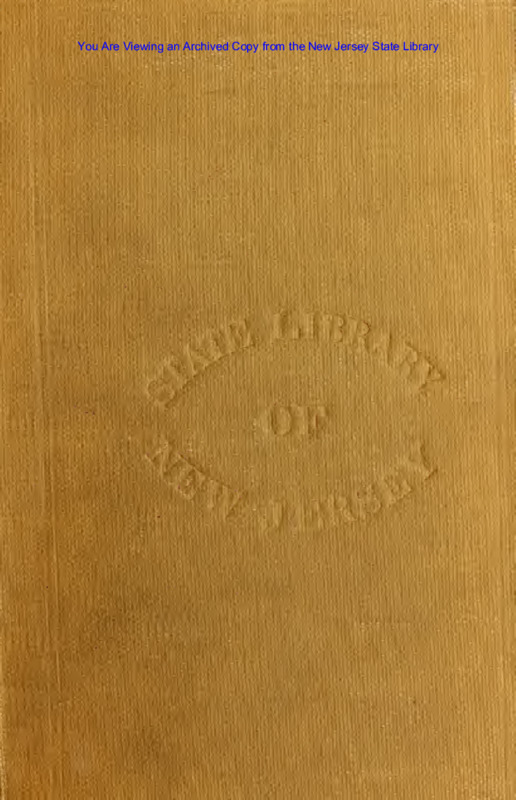 You Are Viewing an Archived Copy from the New Jersey State Library
STATE LIBRARY
OF
NEW JERSEY